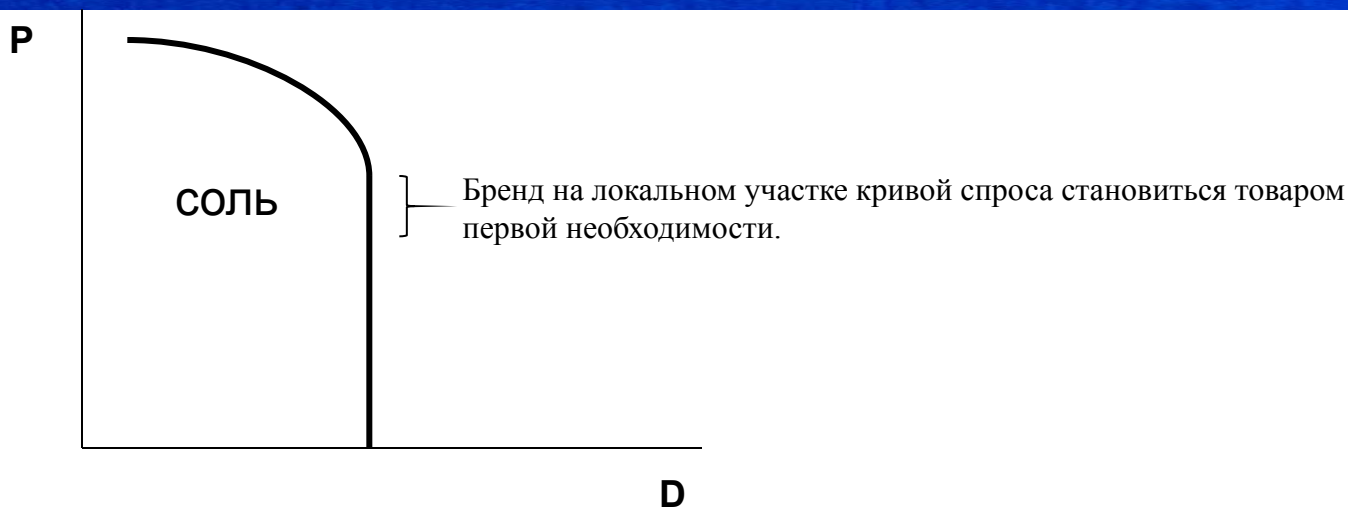 P
СОЛЬ
Бренд на локальном участке кривой спроса становиться товаром
первой необходимости.
D